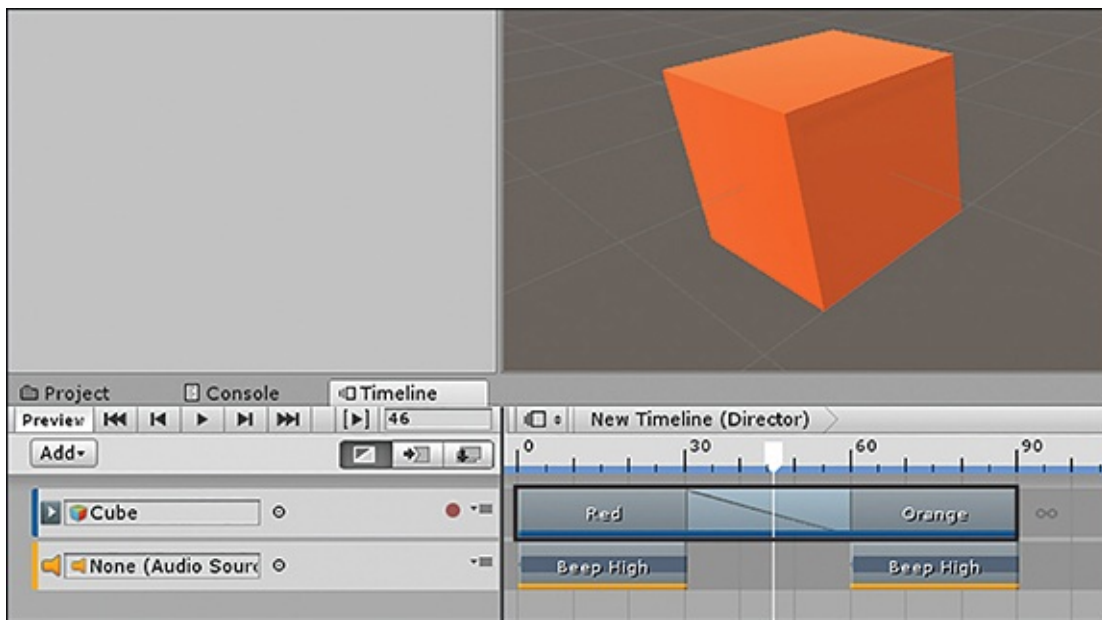 Project Console Timeline
Preview 46 New Timeline (Director)
Add 0 30 60 90
Cube Red Orange
None (Audio Sourc Beep High Beep High